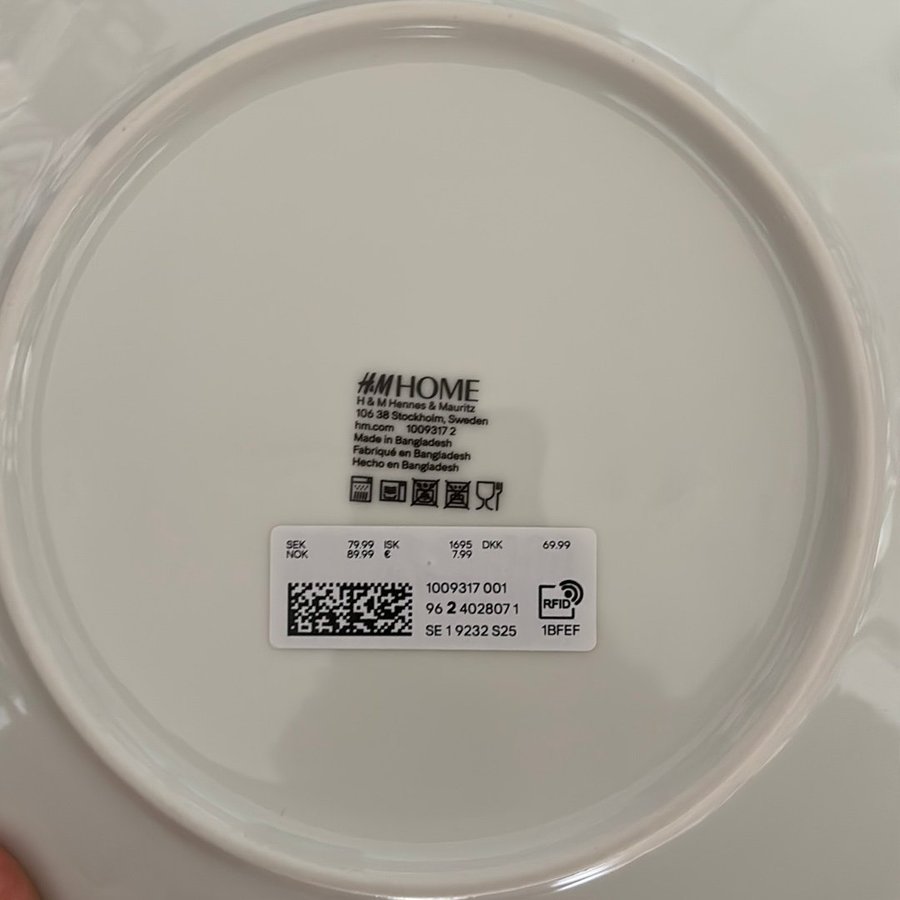 H&M HOME
H & M Hennes & Mauritz
106 38 Stockholm, Sweden
hm.com 1009317 2
Made in Bangladesh
Fabriqué en Bangladesh
Hecho en Bangladesh
SEK 79.99 ISK 1695 DKK 69.99
NOK 89.99 € 7.99
1009317 001
96 2 402807 1
SE 1 9232 S25
RFID
1BFEF